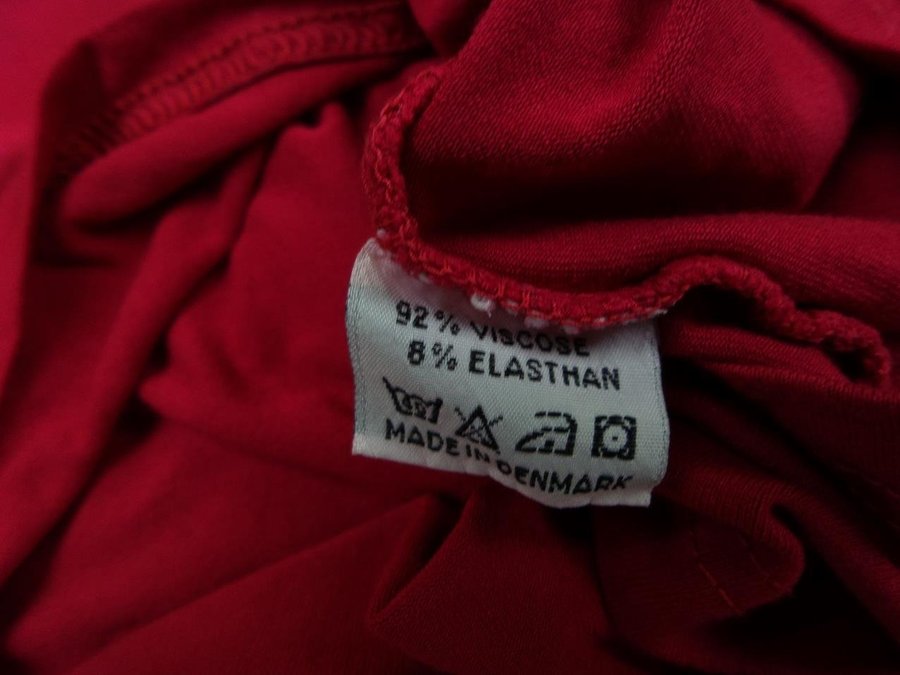 92% VISCOSE
8% ELASTHAN
MADE IN DENMARK